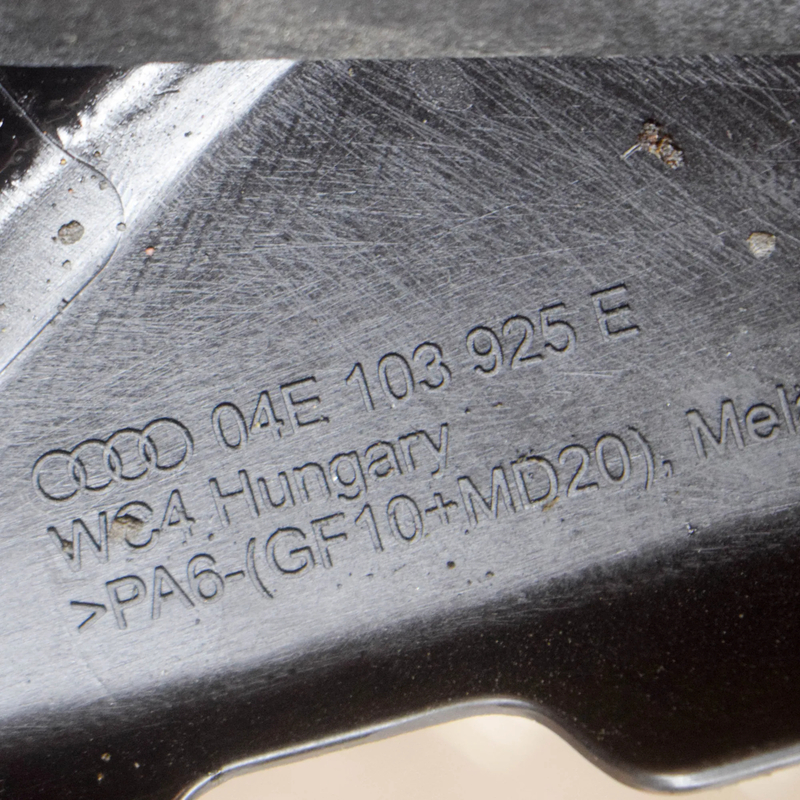 04E 103 925 E
WC4 Hungary
>PA6-(GF10+MD20),